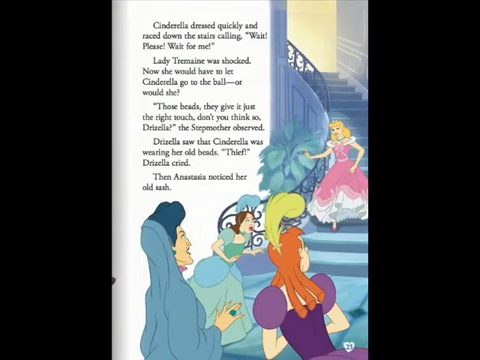 Cinderella dressed quickly and
raced down the stairs calling, "Wait!
Please! Wait for me!"
Lady Tremaine was shocked.
Now she would have to let
Cinderella go to the ball—or
would she?
"Those beads, they give it just
the right touch, don't you think so,
Drizella?" the Stepmother observed.
Drizella saw that Cinderella was
wearing her old beads. "Thief!"
Drizella cried.
Then Anastasia noticed her
old sash.